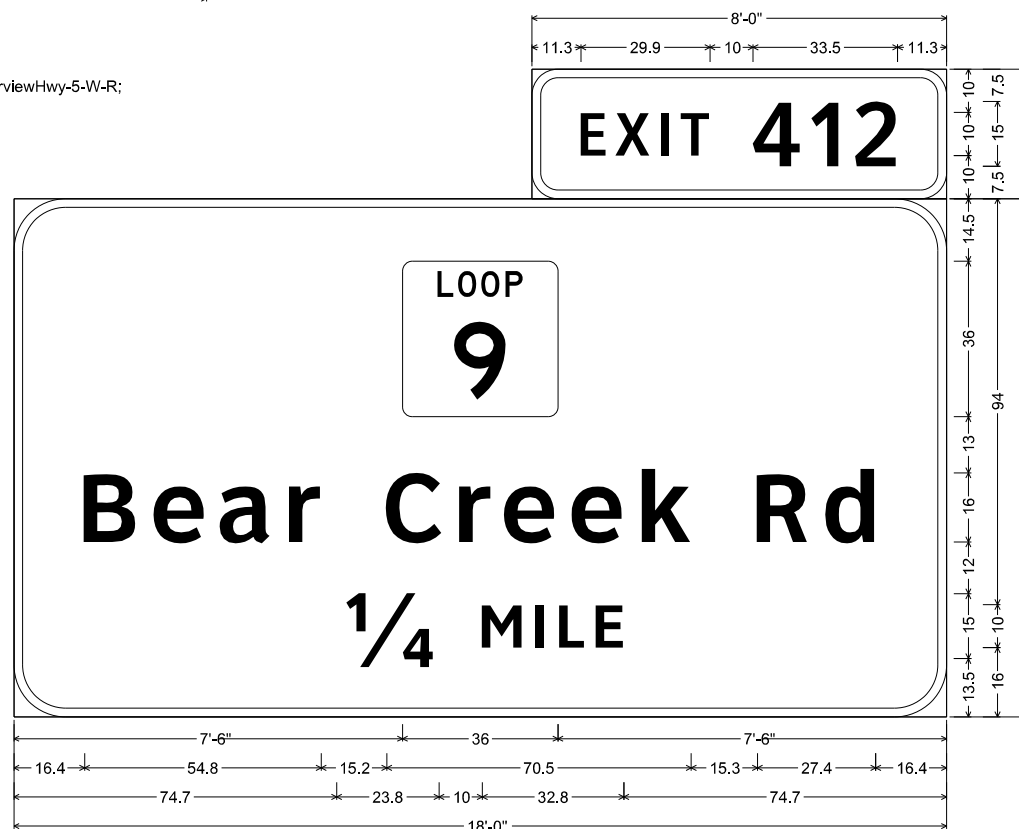 8'-0"
11.3 29.9 10 33.5 11.3
rviewHwy-5-W-R;
EXIT 412
10 10 10
7.5 15 7.5
LOOP
9
Bear Creek Rd
1/4 MILE
14.5 36 13 16 12 15 13.5
94 10 16
7'-6" 36 7'-6"
16.4 54.8 15.2 70.5 15.3 27.4 16.4
74.7 23.8 10 32.8 74.7
18'-0"